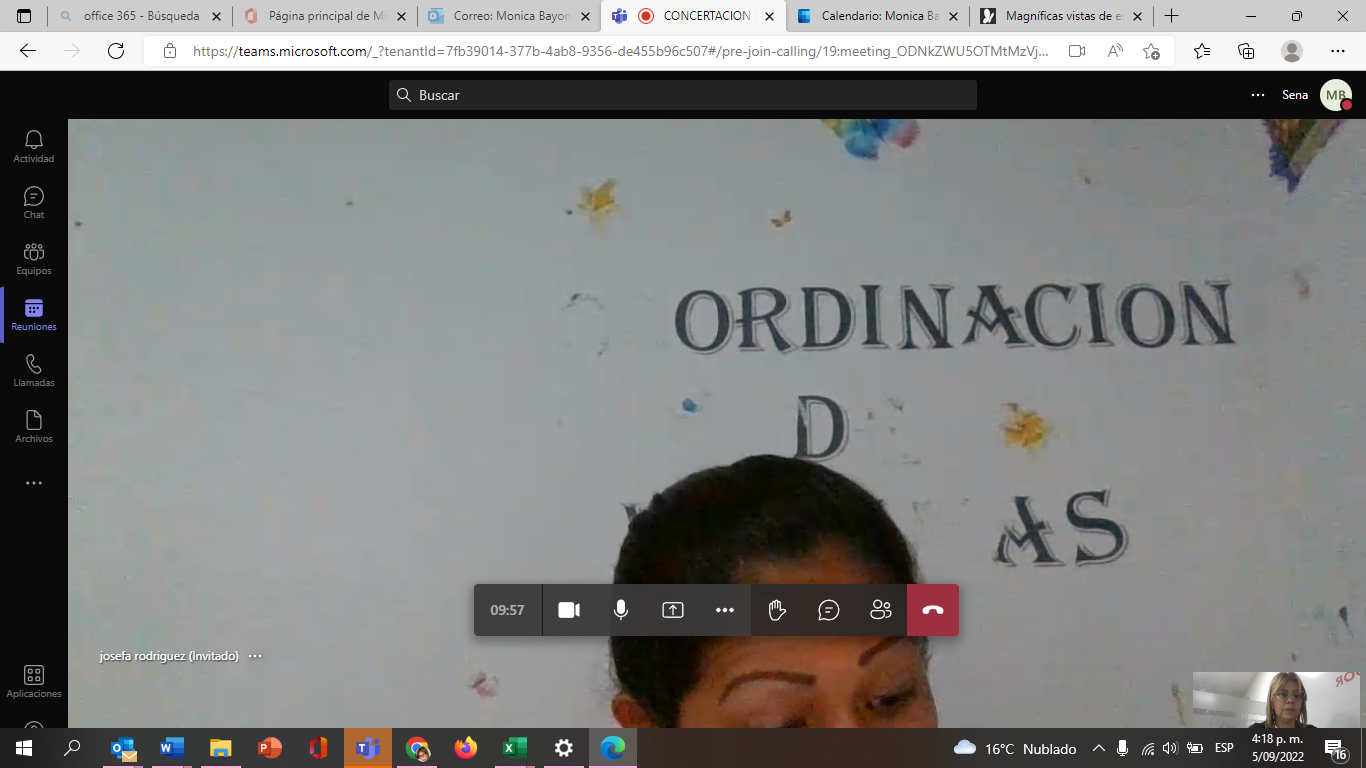 office 365 - Búsqueda
Página principal de Mi
Correo: Monica Bayon
CONCERTACION
Calendario: Monica Ba
Magníficas vistas de es
https://teams.microsoft.com/_?tenantId=7fb39014-377b-4ab8-9356-de455b96c507#/pre-join-calling/19:meeting_ODNkZWU5OTMtMzVj...
Buscar
Sena
MB
Actividad
Chat
Equipos
Reuniones
Llamadas
Archivos
Aplicaciones
ORDINACION
D
AS
09:57
josefa rodriguez (Invitado)
16°C Nublado
ESP
4:18 p. m.
5/09/2022
16